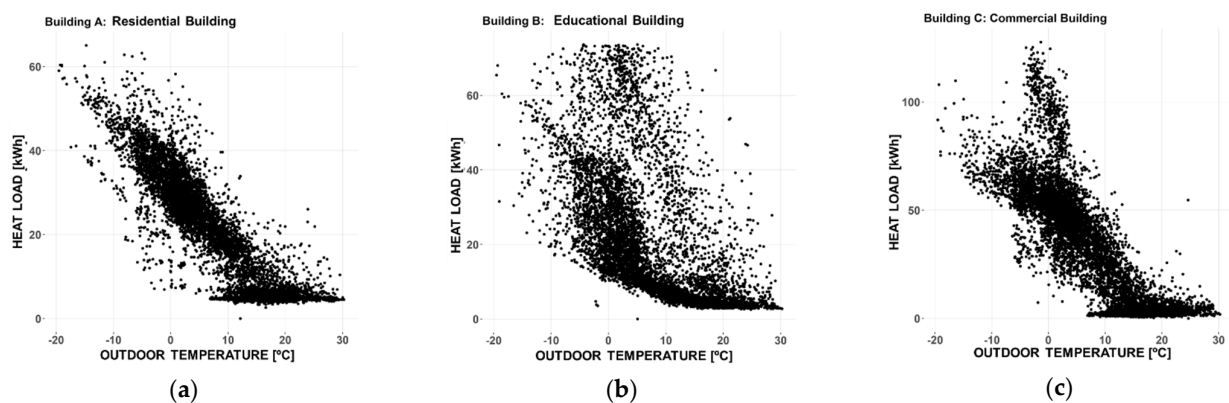 Building A: Residential Building
60
40
20
0
HEAT LOAD [kWh]
-20 -10 0 10 20 30
OUTDOOR TEMPERATURE [ºC]
(a)
Building B: Educational Building
60
40
20
0
HEAT LOAD [kWh]
-20 -10 0 10 20 30
OUTDOOR TEMPERATURE [ºC]
(b)
Building C: Commercial Building
100
50
0
HEAT LOAD [kWh]
-20 -10 0 10 20 30
OUTDOOR TEMPERATURE [ºC]
(c)